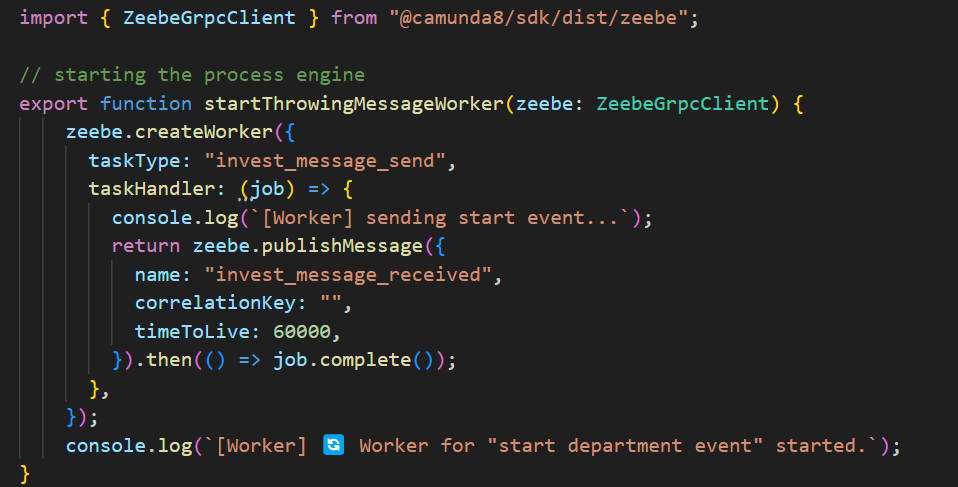 import { ZeebeGrpcClient } from "@camunda8/sdk/dist/zeebe";
// starting the process engine
export function startThrowingMessageWorker(zeebe: ZeebeGrpcClient) {
zeebe.createWorker({
taskType: "invest_message_send",
taskHandler: (job) => {
console.log(`[Worker] sending start event...`);
return zeebe.publishMessage({
name: "invest_message_received",
correlationKey: "",
timeToLive: 60000,
}).then(() => job.complete());
},
});
console.log(`[Worker] 🔄 Worker for "start department event" started.`);
}